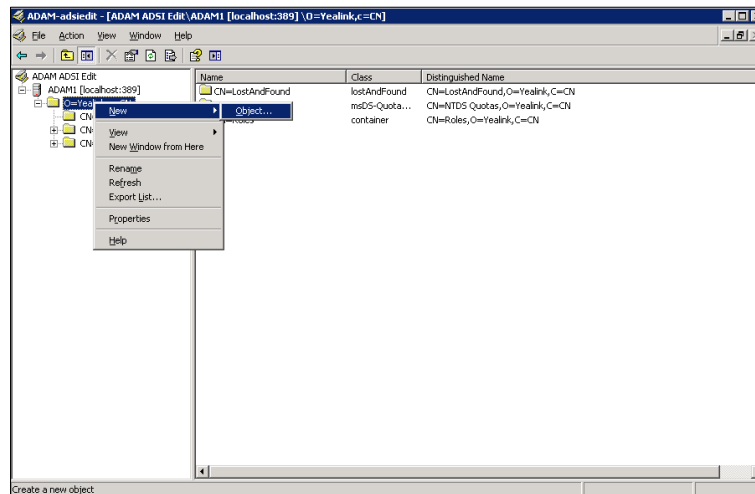 ADAM-adsiedit - [ADAM ADSI Edit\ADAM1 [localhost:389] \O=Yealink,c=CN]
File Action View Window Help
ADAM ADSI Edit
ADAM1 [localhost:389]
Name Class Distinguished Name
CN=LostAndFound lostAndFound CN=LostAndFound,O=Yealink,C=CN
msDS-Quota... CN=NTDS Quotas,O=Yealink,C=CN
container CN=Roles,O=Yealink,C=CN
New
Object...
View
New Window from Here
Rename
Refresh
Export List...
Properties
Help
Create a new object